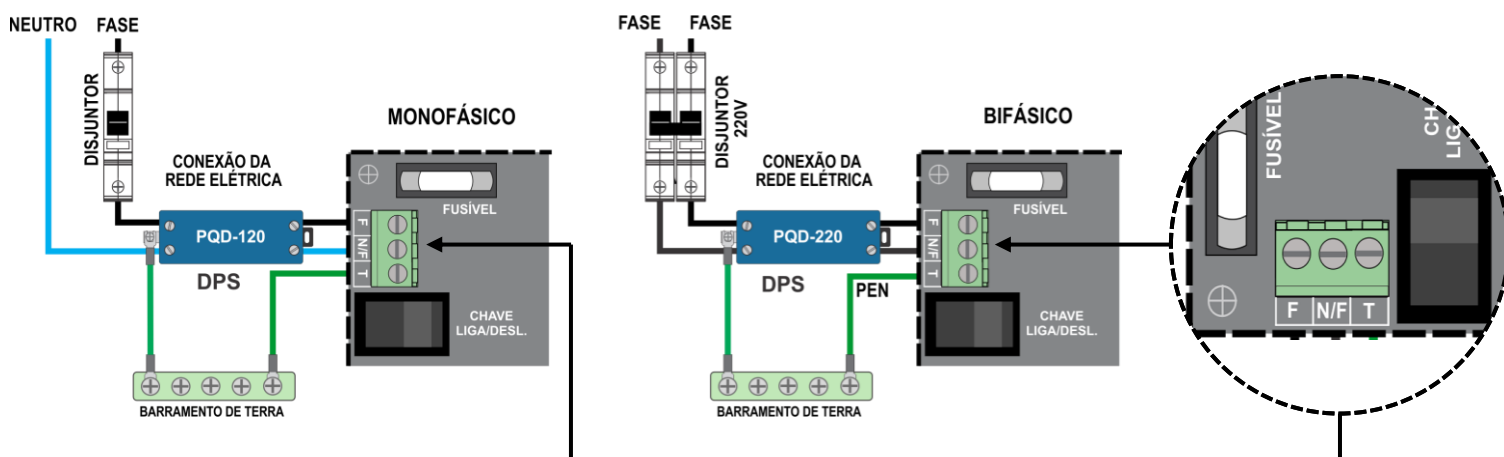 NEUTRO
FASE
DISJUNTOR
MONOFÁSICO
CONEXÃO DA
REDE ELÉTRICA
PQD-120
DPS
FUSÍVEL
F
N/F
T
CHAVE
LIGA/DESL.
BARRAMENTO DE TERRA
FASE
FASE
DISJUNTOR
220V
BIFÁSICO
CONEXÃO DA
REDE ELÉTRICA
PQD-220
DPS
PEN
FUSÍVEL
F
N/F
T
CHAVE
LIGA/DESL.
BARRAMENTO DE TERRA
FUSÍVEL
CH
LIG
F N/F T